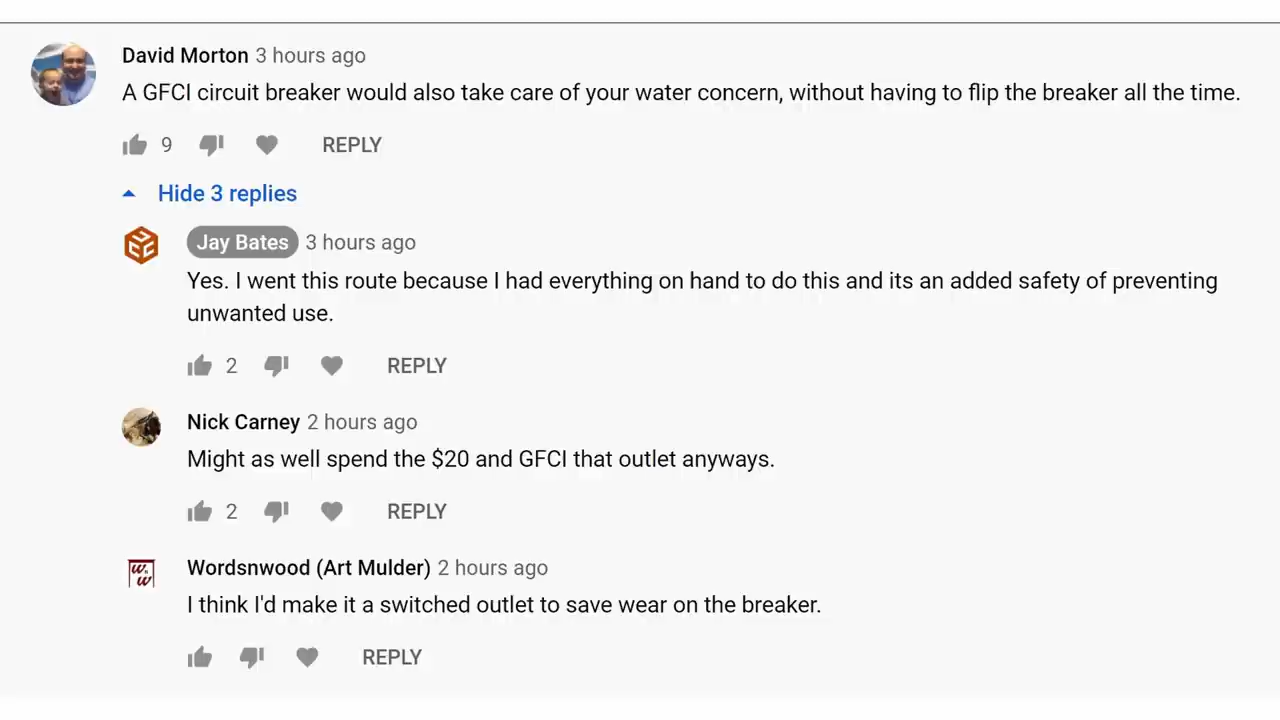 David Morton 3 hours ago
A GFCI circuit breaker would also take care of your water concern, without having to flip the breaker all the time.
9 REPLY
Hide 3 replies
Jay Bates 3 hours ago
Yes. I went this route because I had everything on hand to do this and its an added safety of preventing
unwanted use.
2 REPLY
Nick Carney 2 hours ago
Might as well spend the $20 and GFCI that outlet anyways.
2 REPLY
Wordsnwood (Art Mulder) 2 hours ago
I think I'd make it a switched outlet to save wear on the breaker.
REPLY